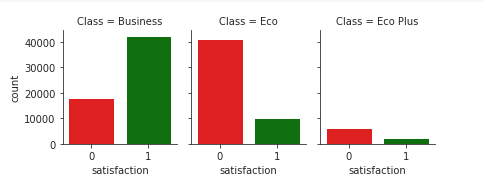 Class = Business Class = Eco Class = Eco Plus
count
40000
30000
20000
10000
0
0 1 0 1 0 1
satisfaction satisfaction satisfaction